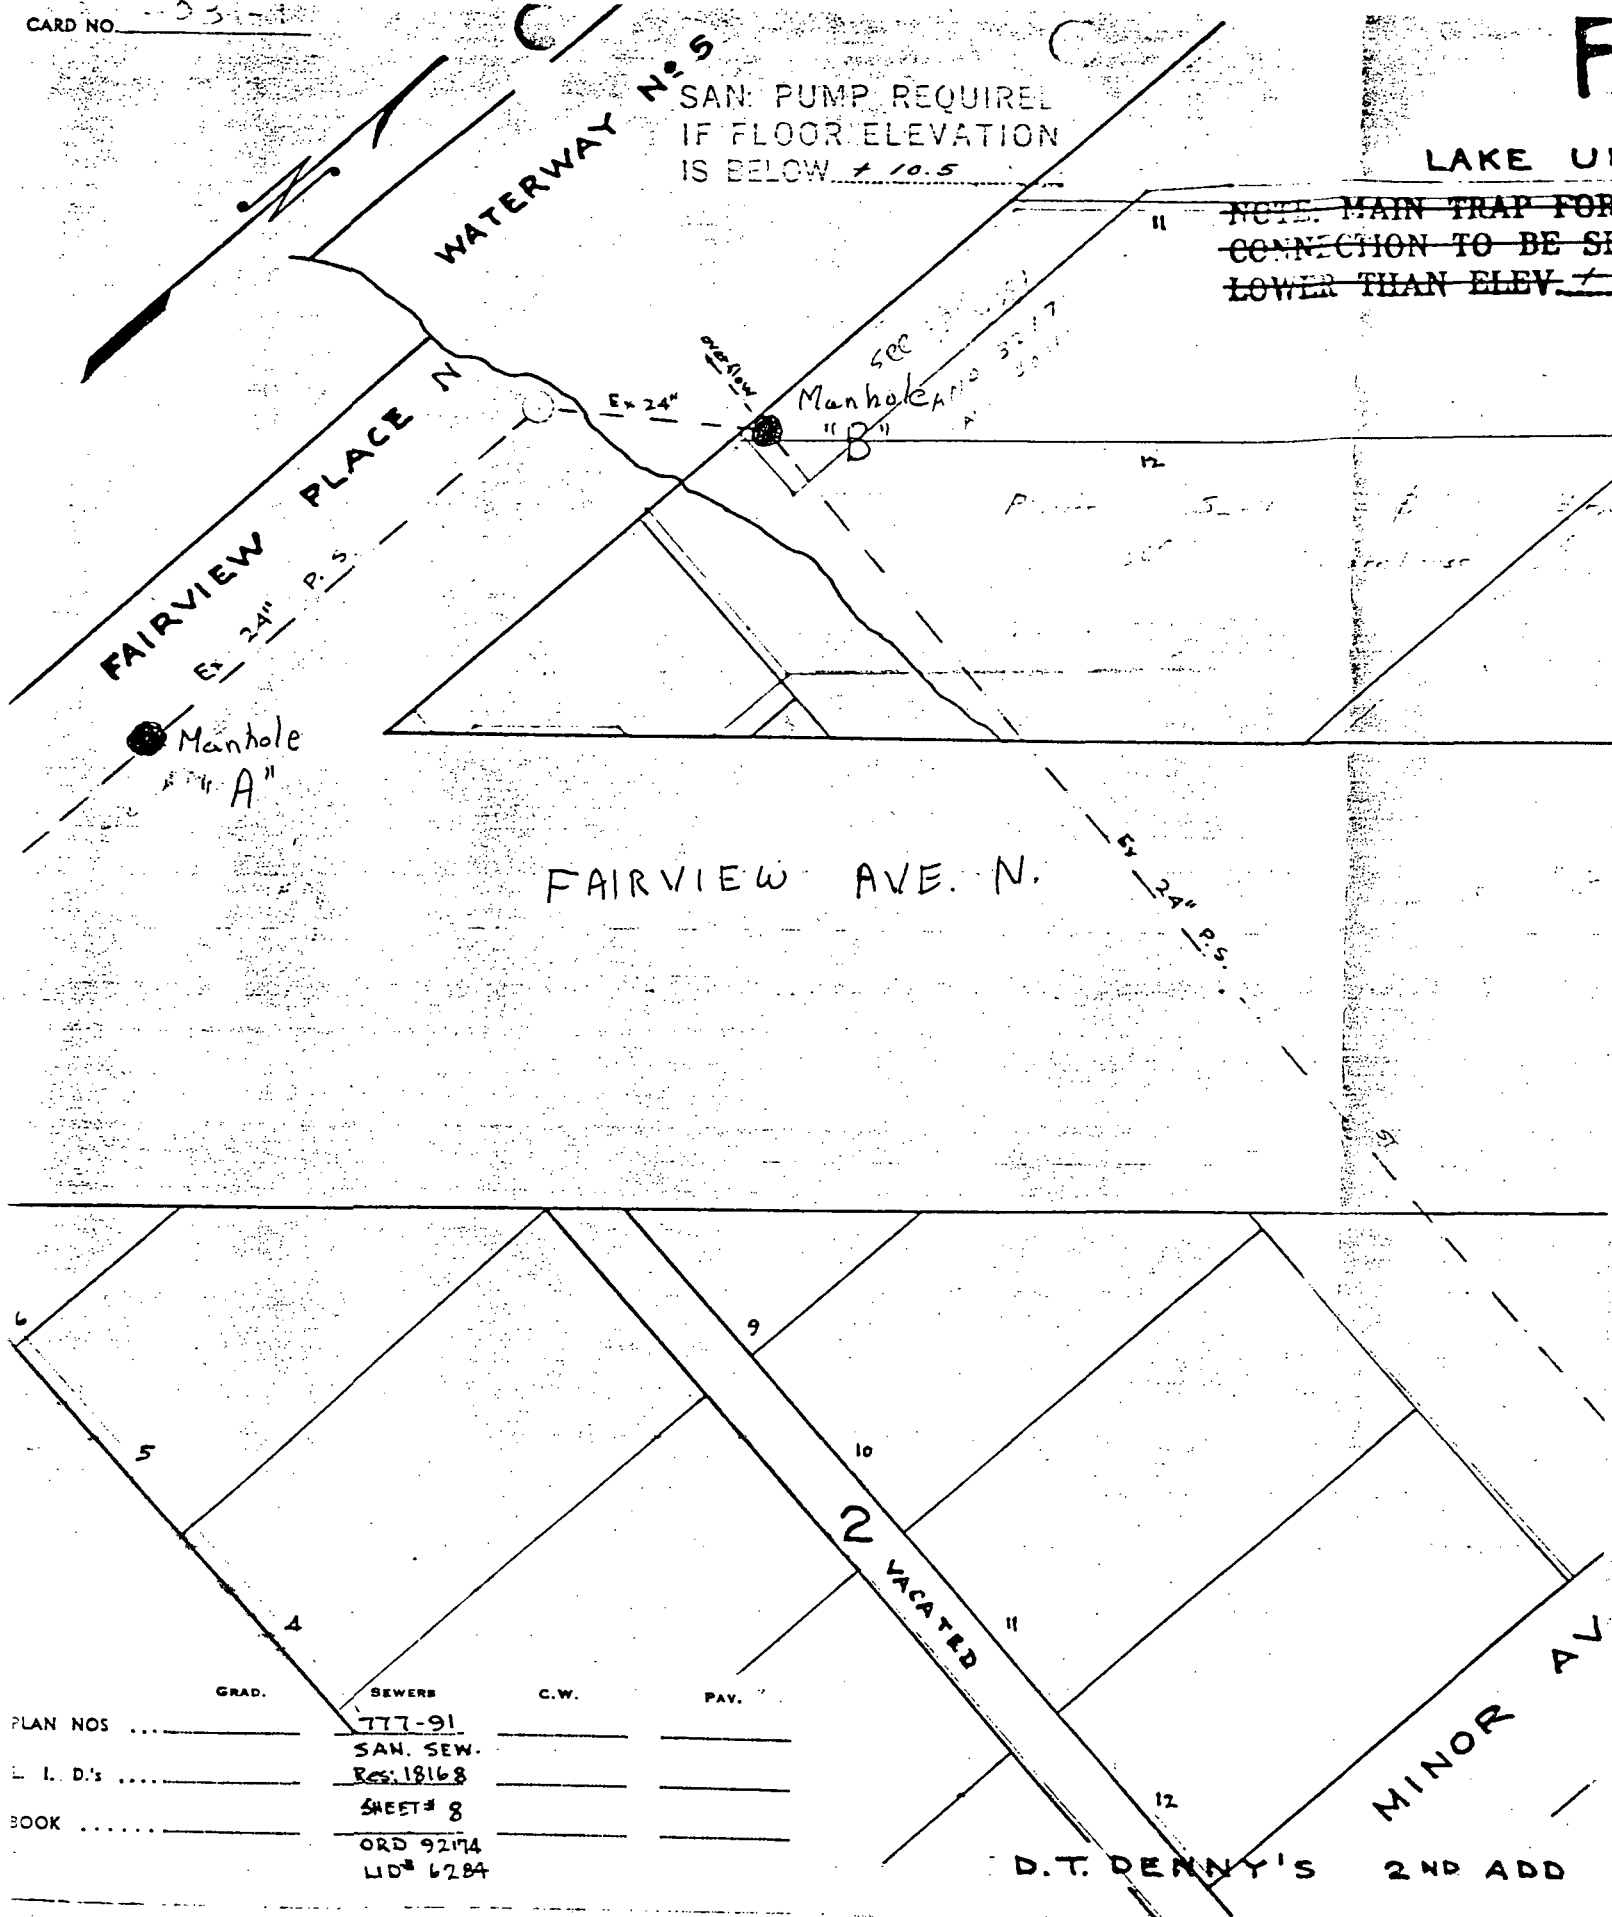 CARD NO.
WATERWAY Nº 5
SAN. PUMP REQUIRE
IF FLOOR ELEVATION
IS BELOW + 10.5
LAKE
NOTE. MAIN TRAP FOR
CONNECTION TO BE
LOWER THAN ELEV. +
11
SEE
3217
overflow
Ex 24"
Manhole
"B"
12
FAIRVIEW PLACE N
Ex 24" P. S.
Manhole
"A"
FAIRVIEW AVE. N.
Ex 24" P.S.
6
9
5
10
2
VACATED
4
11
12
MINOR AV
GRAD. SEWERS C.W. PAV.
PLAN NOS ... 777-91
SAN. SEW.
L. I. D.'s .... Res: 18168
SHEET# 8
BOOK ......
ORD 92174
LID# 6284
D.T. DENNY'S 2ND ADD